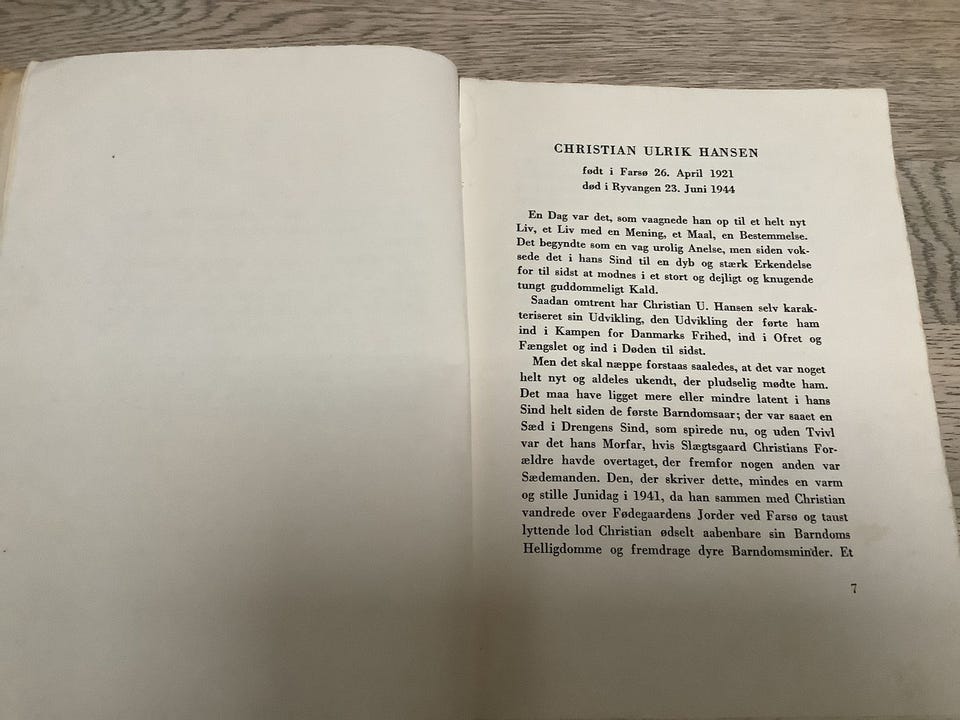 CHRISTIAN ULRIK HANSEN
født i Farsø 26. April 1921
død i Ryvangen 23. Juni 1944
En Dag var det, som vaagnede han op til et helt nyt
Liv, et Liv med en Mening, et Maal, en Bestemmelse.
Det begyndte som en vag urolig Anelse, men siden vok-
sede det i hans Sind til en dyb og stærk Erkendelse
for til sidst at modnes i et stort og dejligt og knugende
tungt guddommeligt Kald.
Saadan omtrent har Christian U. Hansen selv karak-
teriseret sin Udvikling, den Udvikling der førte ham
ind i Kampen for Danmarks Frihed, ind i Ofret og
Fængslet og ind i Døden til sidst.
Men det skal næppe forstaas saaledes, at det var noget
helt nyt og aldeles ukendt, der pludselig mødte ham.
Det maa have ligget mere eller mindre latent i hans
Sind helt siden de første Barndomsaar; der var saaet en
Sæd i Drengens Sind, som spirede nu, og uden Tvivl
var det hans Morfar, hvis Slægtsgaard Christians For-
ældre havde overtaget, der fremfor nogen anden var
Sædemanden. Den, der skriver dette, mindes en varm
og stille Junidag i 1941, da han sammen med Christian
vandrede over Fødegaardens Jorder ved Farsø og taust
lyttende lod Christian ødselt aabenbare sin Barndoms
Helligdomme og fremdrage dyre Barndomsminder. Et
7